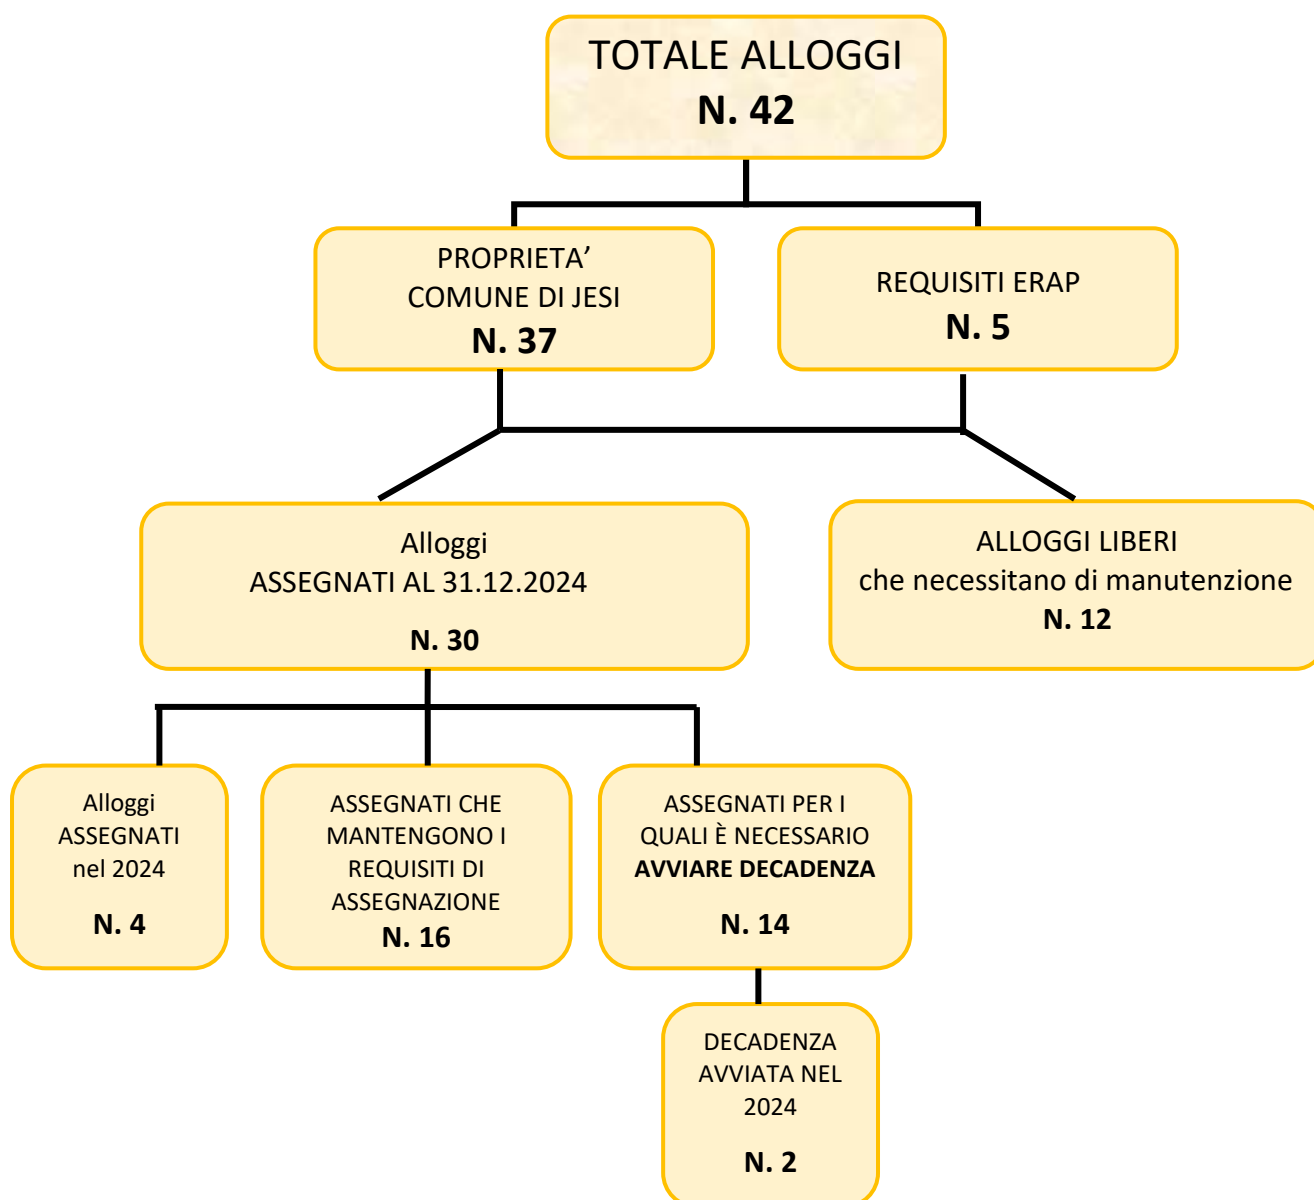 TOTALE ALLOGGI
N. 42
PROPRIETA’
COMUNE DI JESI
N. 37
REQUISITI ERAP
N. 5
Alloggi
ASSEGNATI AL 31.12.2024
N. 30
ALLOGGI LIBERI
che necessitano di manutenzione
N. 12
Alloggi
ASSEGNATI
nel 2024
N. 4
ASSEGNATI CHE
MANTENGONO I
REQUISITI DI
ASSEGNAZIONE
N. 16
ASSEGNATI PER I
QUALI È NECESSARIO
AVVIARE DECADENZA
N. 14
DECADENZA
AVVIATA NEL
2024
N. 2